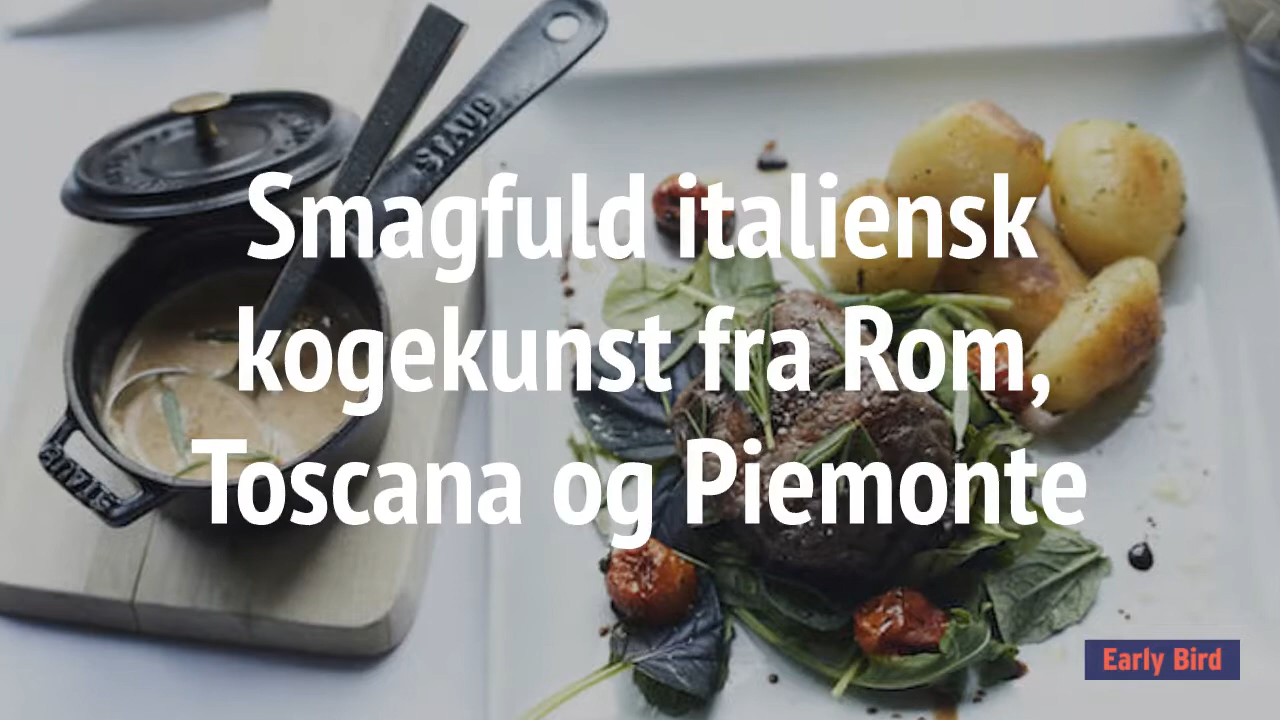 STAUB
Smagfuld italiensk
kogekunst fra Rom,
Toscana og Piemonte
STAUB
Early Bird